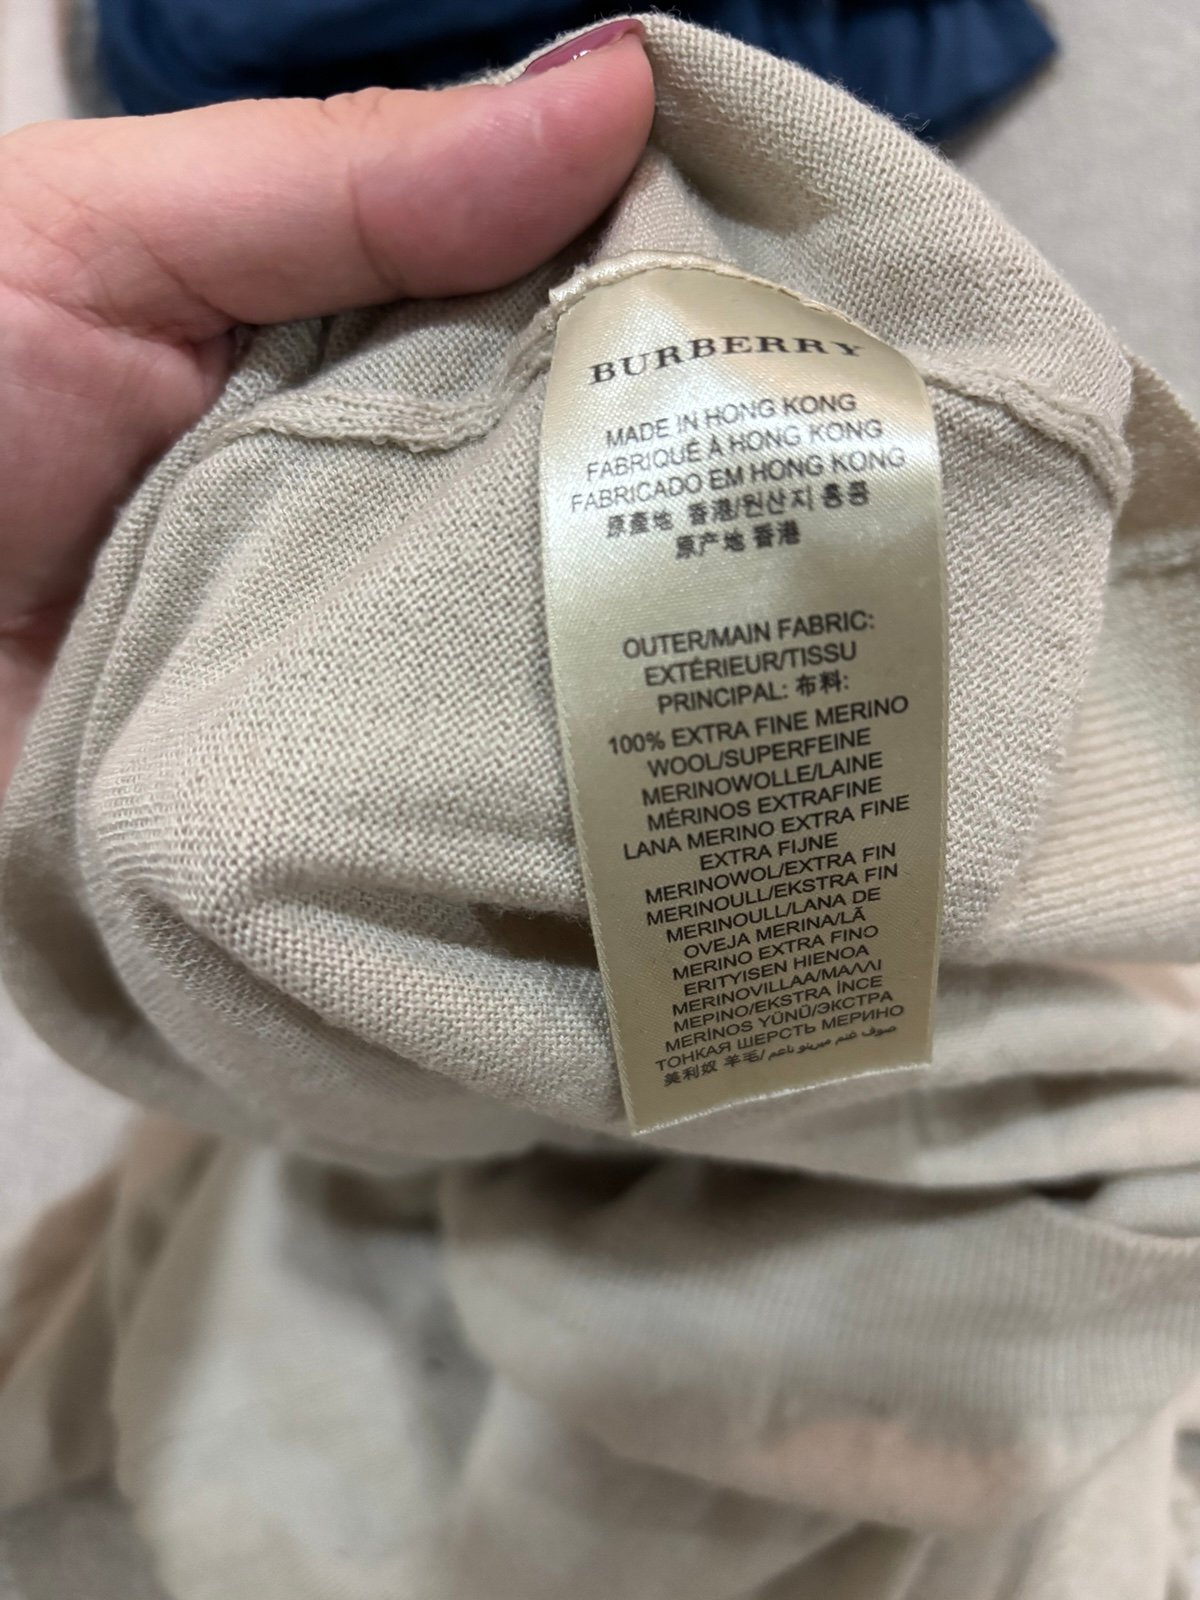 BURBERRY
MADE IN HONG KONG
FABRIQUÉ À HONG KONG
FABRICADO EM HONG KONG
原產地 香港/원산지 홍콩
原产地 香港
OUTER/MAIN FABRIC:
EXTÉRIEUR/TISSU
PRINCIPAL: 布料:
100% EXTRA FINE MERINO
WOOL/SUPERFEINE
MERINOWOLLE/LAINE
MÉRINOS EXTRAFINE
LANA MERINO EXTRA FINE
EXTRA FIJNE
MERINOWOL/EXTRA FIN
MERINOULL/EKSTRA FIN
MERINOULL/LANA DE
OVEJA MERINA/LÃ
MERINO EXTRA FINO
ERITYISEN HIENOA
MERINOVILLAA/ΜΑΛΛΙ
ΜΕΡΙΝΟ/EKSTRA İNCE
MERİNOS YÜNÜ/ЭКСТРА
ТОНКАЯ ШЕРСТЬ МЕРИНО
美利奴 羊毛/صوف غنم ميرينو ناعم